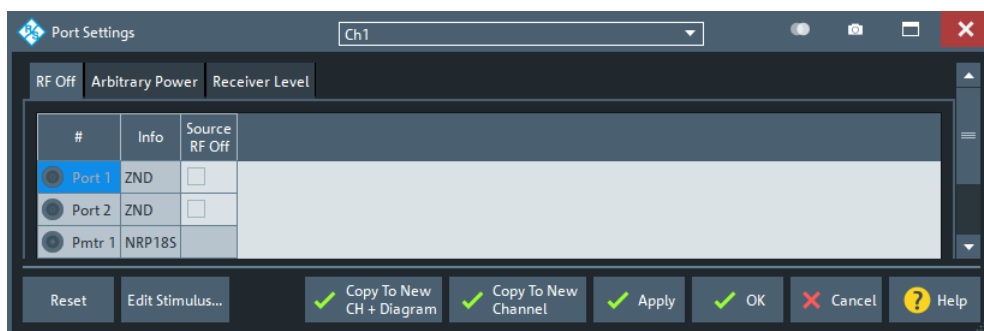 Port Settings
Ch1
RF Off Arbitrary Power Receiver Level
# Info Source
RF Off
Port 1 ZND
Port 2 ZND
Pmtr 1 NRP18S
Reset Edit Stimulus... Copy To New
CH + Diagram Copy To New
Channel Apply OK Cancel ? Help